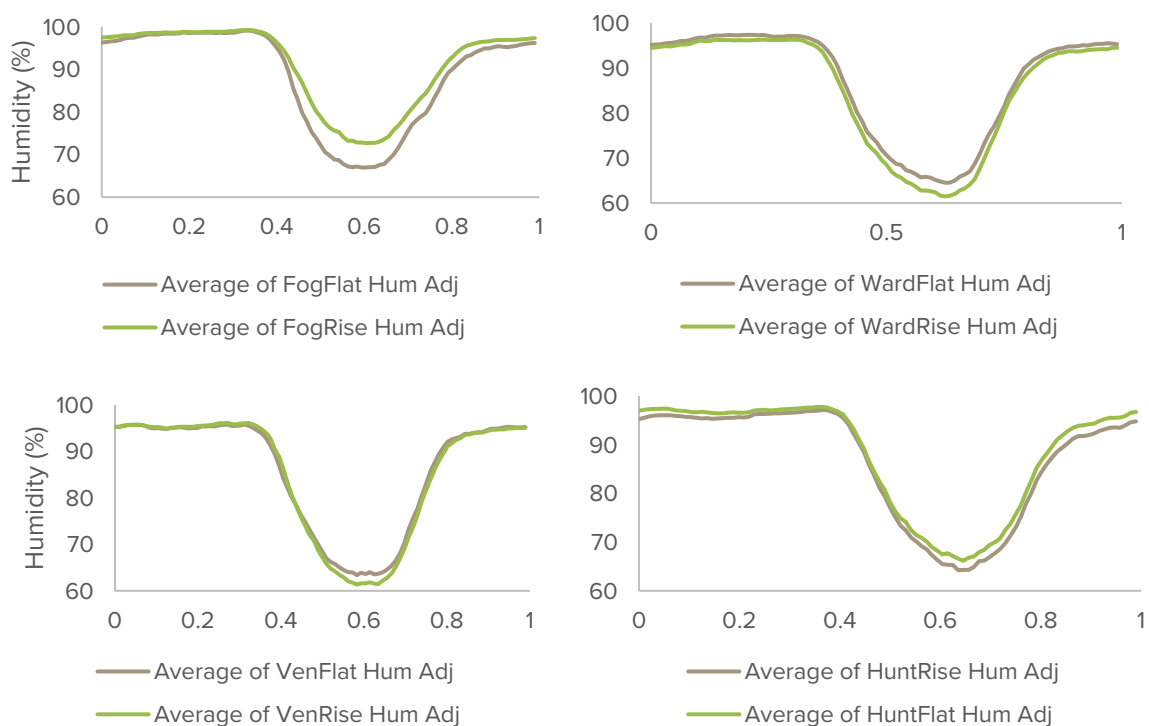 100
90
80
70
60
Humidity (%)
0 0.2 0.4 0.6 0.8 1
Average of FogFlat Hum Adj
Average of FogRise Hum Adj
100
90
80
70
60
0 0.5 1
Average of WardFlat Hum Adj
Average of WardRise Hum Adj
100
90
80
70
60
Humidity (%)
0 0.2 0.4 0.6 0.8 1
Average of VenFlat Hum Adj
Average of VenRise Hum Adj
100
90
80
70
60
0 0.2 0.4 0.6 0.8 1
Average of HuntRise Hum Adj
Average of HuntFlat Hum Adj